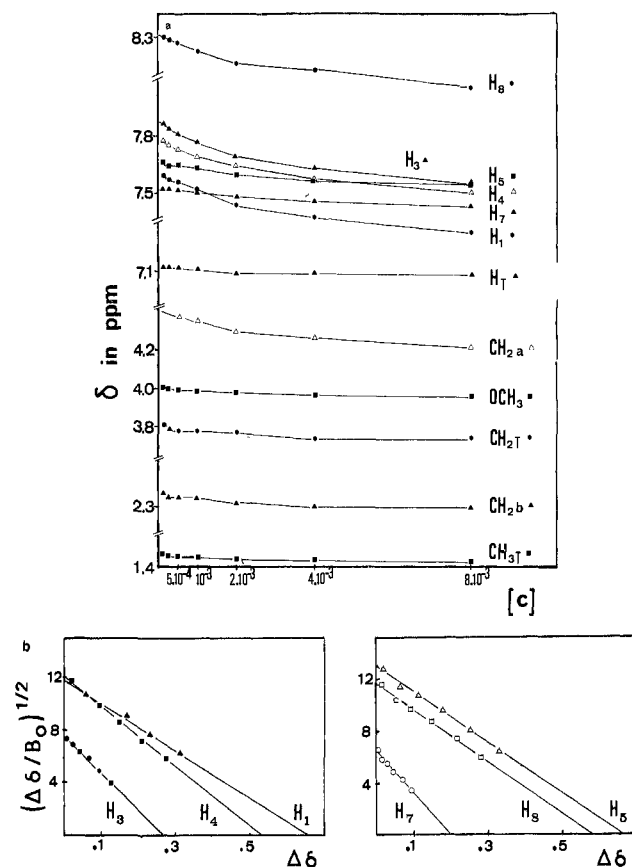 a
8.3
H8
7.8
H3
H5
7.5
H4
H7
H1
7.1
HT
δ in ppm
4.2
CH2a
4.0
OCH3
3.8
CH2T
2.3
CH2b
CH3T
1.4
5.10-4
10-3
2.10-3
4.10-3
8.10-3
[c]
b
(Δδ/B0)1/2
12
8
4
H3
H4
H1
.1
.3
.5
Δδ
12
8
4
H7
H8
H5
.1
.3
.5
Δδ